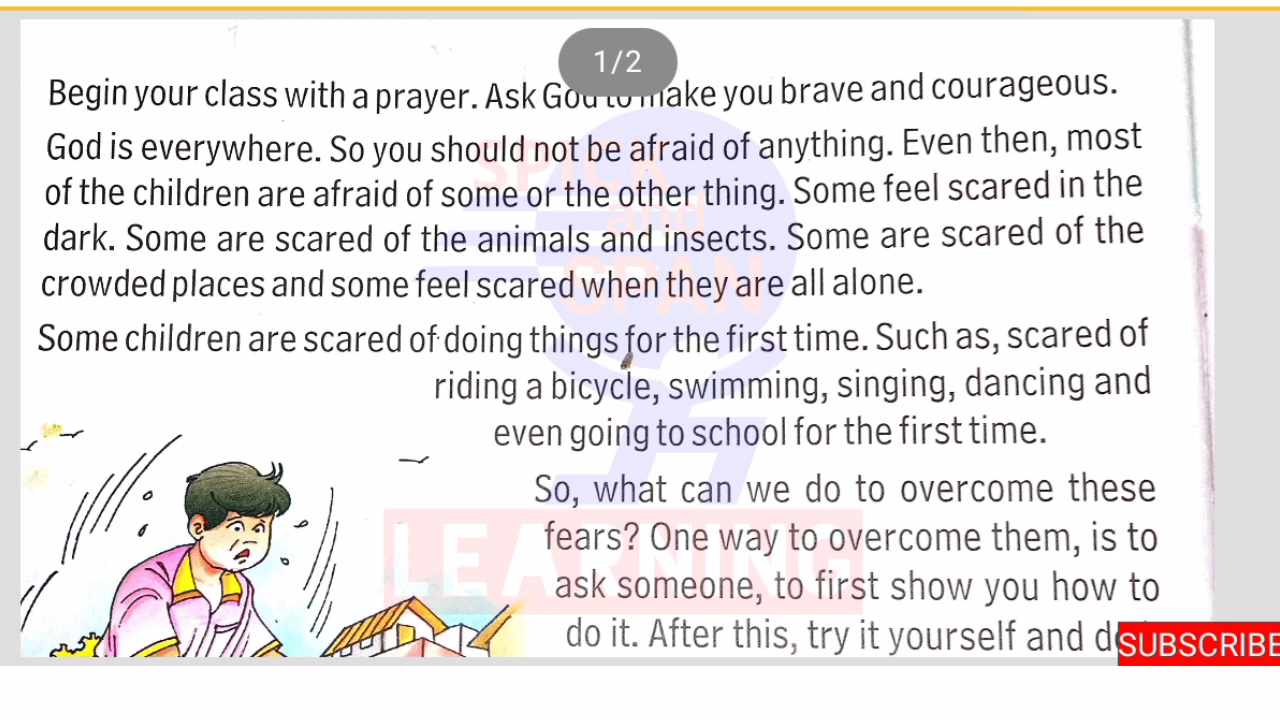 1/2
Begin your class with a prayer. Ask God to make you brave and courageous.
God is everywhere. So you should not be afraid of anything. Even then, most
of the children are afraid of some or the other thing. Some feel scared in the
dark. Some are scared of the animals and insects. Some are scared of the
crowded places and some feel scared when they are all alone.
Some children are scared of doing things for the first time. Such as, scared of
riding a bicycle, swimming, singing, dancing and
even going to school for the first time.
So, what can we do to overcome these
fears? One way to overcome them, is to
ask someone, to first show you how to
do it. After this, try it yourself and
SUBSCRIBE
SPICK
and
SPAN
LEARNING